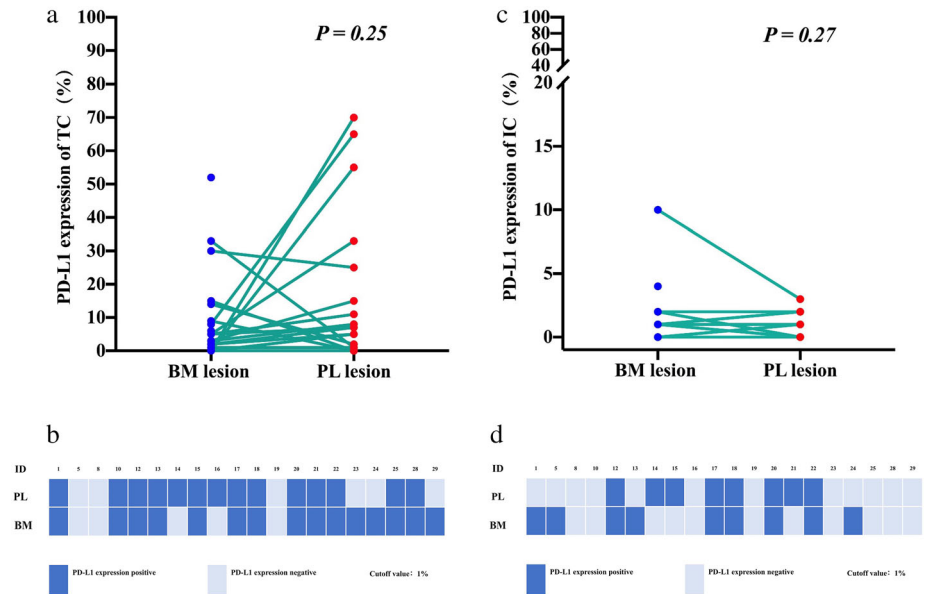 a
P = 0.25
PD-L1 expression of TC (%)
100
90
80
70
60
50
40
30
20
10
0
BM lesion PL lesion
c
P = 0.27
PD-L1 expression of IC (%)
100
80
60
40
20
15
10
5
0
BM lesion PL lesion
b
ID 1 5 8 10 12 13 14 15 16 17 18 19 20 21 22 23 24 25 28 29
PL
BM
PD-L1 expression positive PD-L1 expression negative Cutoff value: 1%
d
ID 1 5 8 10 12 13 14 15 16 17 18 19 20 21 22 23 24 25 28 29
PL
BM
PD-L1 expression positive PD-L1 expression negative Cutoff value: 1%